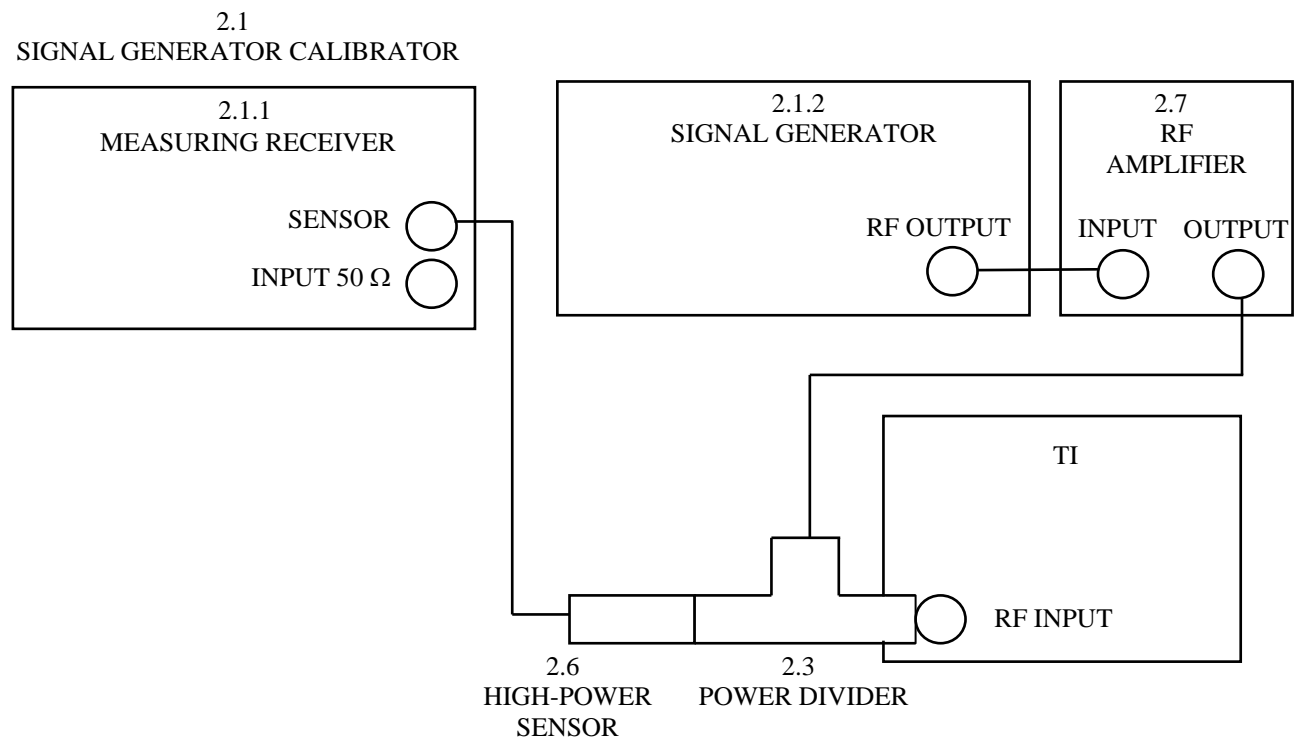 2.1
SIGNAL GENERATOR CALIBRATOR
2.1.1
MEASURING RECEIVER
SENSOR
INPUT 50 Ω
2.1.2
SIGNAL GENERATOR
RF OUTPUT
2.7
RF
AMPLIFIER
INPUT
OUTPUT
TI
RF INPUT
2.6
HIGH-POWER
SENSOR
2.3
POWER DIVIDER